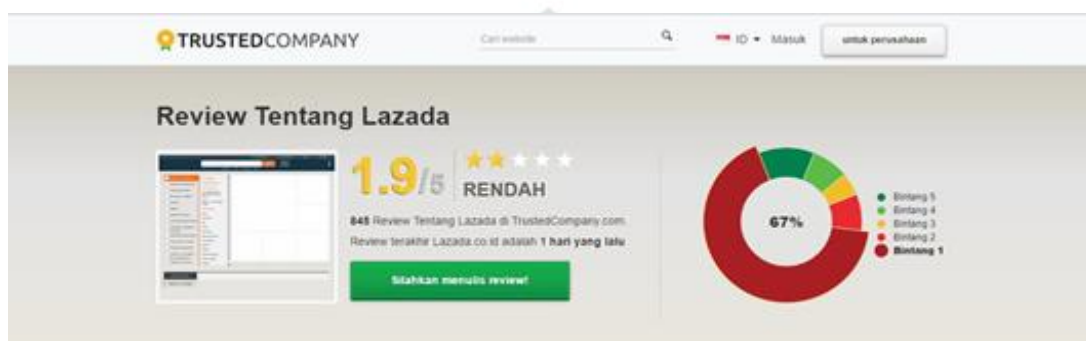 TRUSTEDCOMPANY
Cari website
ID
Masuk
untuk perusahaan
Review Tentang Lazada
1.9/5
RENDAH
845 Review Tentang Lazada di TrustedCompany.com
Review terakhir Lazada.co.id adalah 1 hari yang lalu
Silahkan menulis review!
67%
Bintang 5
Bintang 4
Bintang 3
Bintang 2
Bintang 1